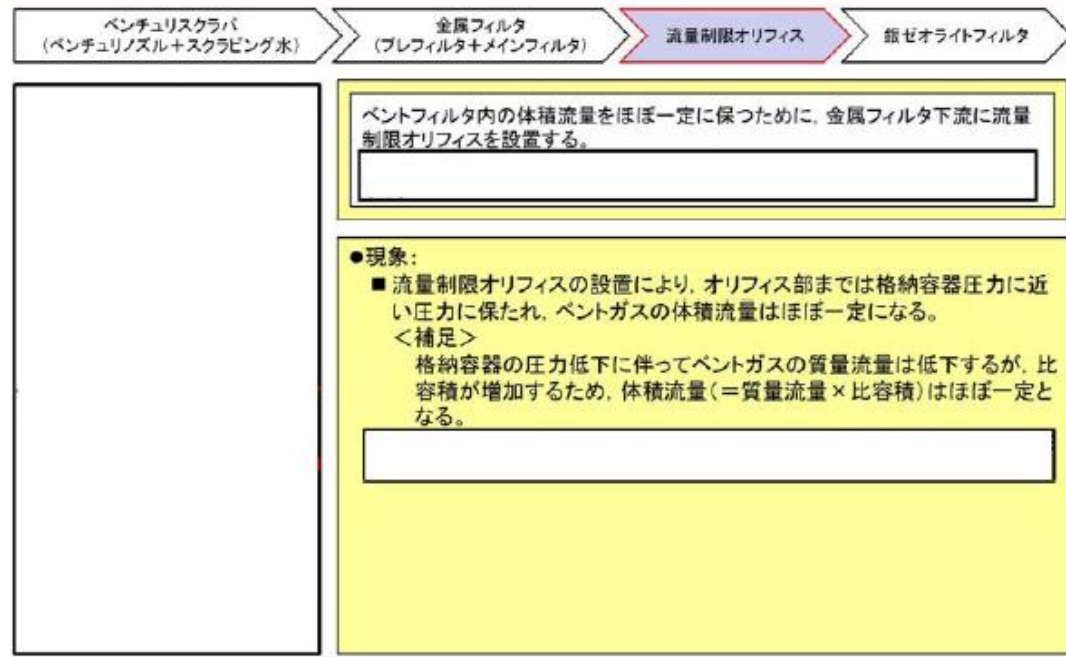 ベンチュリスクラバ
(ベンチュリノズル＋スクラビング水)
金属フィルタ
(プレフィルタ＋メインフィルタ)
流量制限オリフィス
銀ゼオライトフィルタ
ベントフィルタ内の体積流量をほぼ一定に保つために，金属フィルタ下流に流量
制限オリフィスを設置する。
●現象：
■流量制限オリフィスの設置により，オリフィス部までは格納容器圧力に近
い圧力に保たれ，ベントガスの体積流量はほぼ一定になる。
＜補足＞
格納容器の圧力低下に伴ってベントガスの質量流量は低下するが，比
容積が増加するため，体積流量(＝質量流量×比容積)はほぼ一定と
なる。